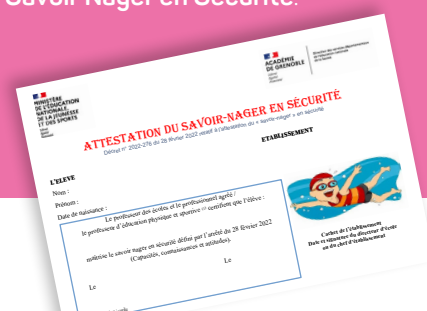 Savoir Nager en Sécurité.
MINISTÈRE
DE L'ÉDUCATION
NATIONALE,
DE LA JEUNESSE
ET DES SPORTS
ACADÉMIE
DE GRENOBLE
ATTESTATION DU SAVOIR-NAGER EN SÉCURITÉ
Décret n° 2022-276 du 28 février 2022 relatif à l'attestation du « savoir-nager » en sécurité
L'ELEVE
ETABLISSEMENT
Nom :
Prénom :
Date de naissance :
Le professeur des écoles et le professionnel agréé /
le professeur d'éducation physique et sportive certifient que l'élève :
maîtrise le savoir nager en sécurité défini par l'arrêté du 28 février 2022
(Capacités, connaissances et attitudes).
Le
Le
Cachet de l'établissement
Date et signature du directeur d'école
ou du chef d'établissement